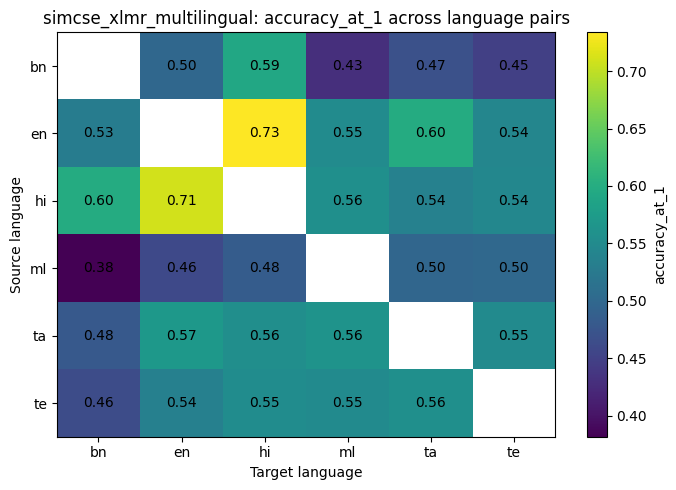 simcse_xlmr_multilingual: accuracy_at_1 across language pairs
bn 0.50 0.59 0.43 0.47 0.45
en 0.53 0.73 0.55 0.60 0.54
hi 0.60 0.71 0.56 0.54 0.54
ml 0.38 0.46 0.48 0.50 0.50
ta 0.48 0.57 0.56 0.56 0.55
te 0.46 0.54 0.55 0.55 0.56
bn en hi ml ta te
Target language
Source language
0.70
0.65
0.60
0.55
0.50
0.45
0.40
accuracy_at_1